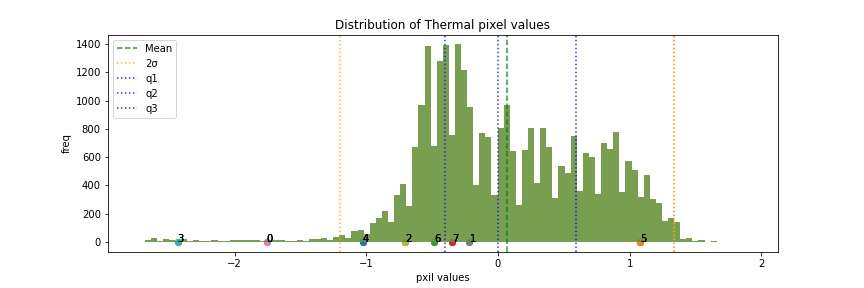 Distribution of Thermal pixel values
1400
1200
1000
800
600
400
200
0
freq
Mean
2σ
q1
q2
q3
3
0
4
2
6
7
1
5
−2
−1
0
1
2
pxil values